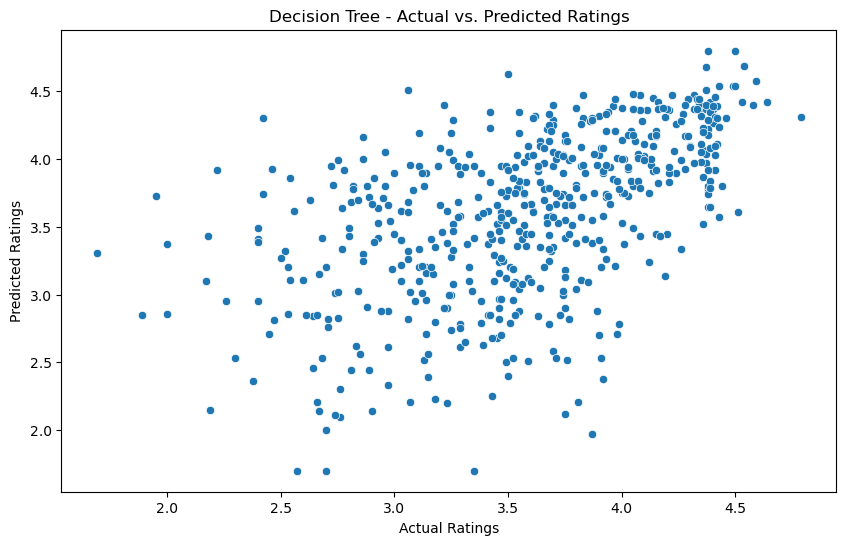 Decision Tree - Actual vs. Predicted Ratings
Predicted Ratings
4.5
4.0
3.5
3.0
2.5
2.0
2.0 2.5 3.0 3.5 4.0 4.5
Actual Ratings